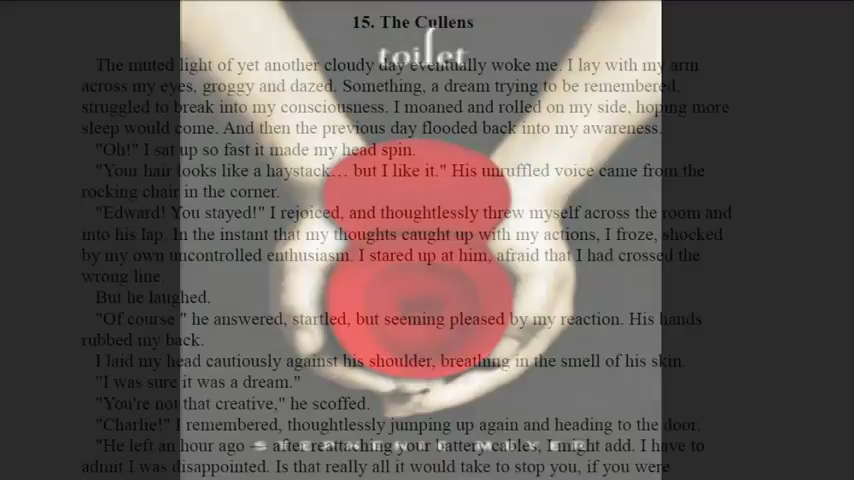 15. The Cullens
toilet
The muted light of yet another cloudy day eventually woke me. I lay with my arm
across my eyes, groggy and dazed. Something, a dream trying to be remembered,
struggled to break into my consciousness. I moaned and rolled on my side, hoping more
sleep would come. And then the previous day flooded back into my awareness.
"Oh!" I sat up so fast it made my head spin.
"Your hair looks like a haystack… but I like it." His unruffled voice came from the
rocking chair in the corner.
"Edward! You stayed!" I rejoiced, and thoughtlessly threw myself across the room and
into his lap. In the instant that my thoughts caught up with my actions, I froze, shocked
by my own uncontrolled enthusiasm. I stared up at him, afraid that I had crossed the
wrong line.
But he laughed.
"Of course " he answered, startled, but seeming pleased by my reaction. His hands
rubbed my back.
I laid my head cautiously against his shoulder, breathing in the smell of his skin.
"I was sure it was a dream."
"You're not that creative," he scoffed.
"Charlie!" I remembered, thoughtlessly jumping up again and heading to the door.
"He left an hour ago — after reattaching your battery cables, I might add. I have to
admit I was disappointed. Is that really all it would take to stop you, if you were